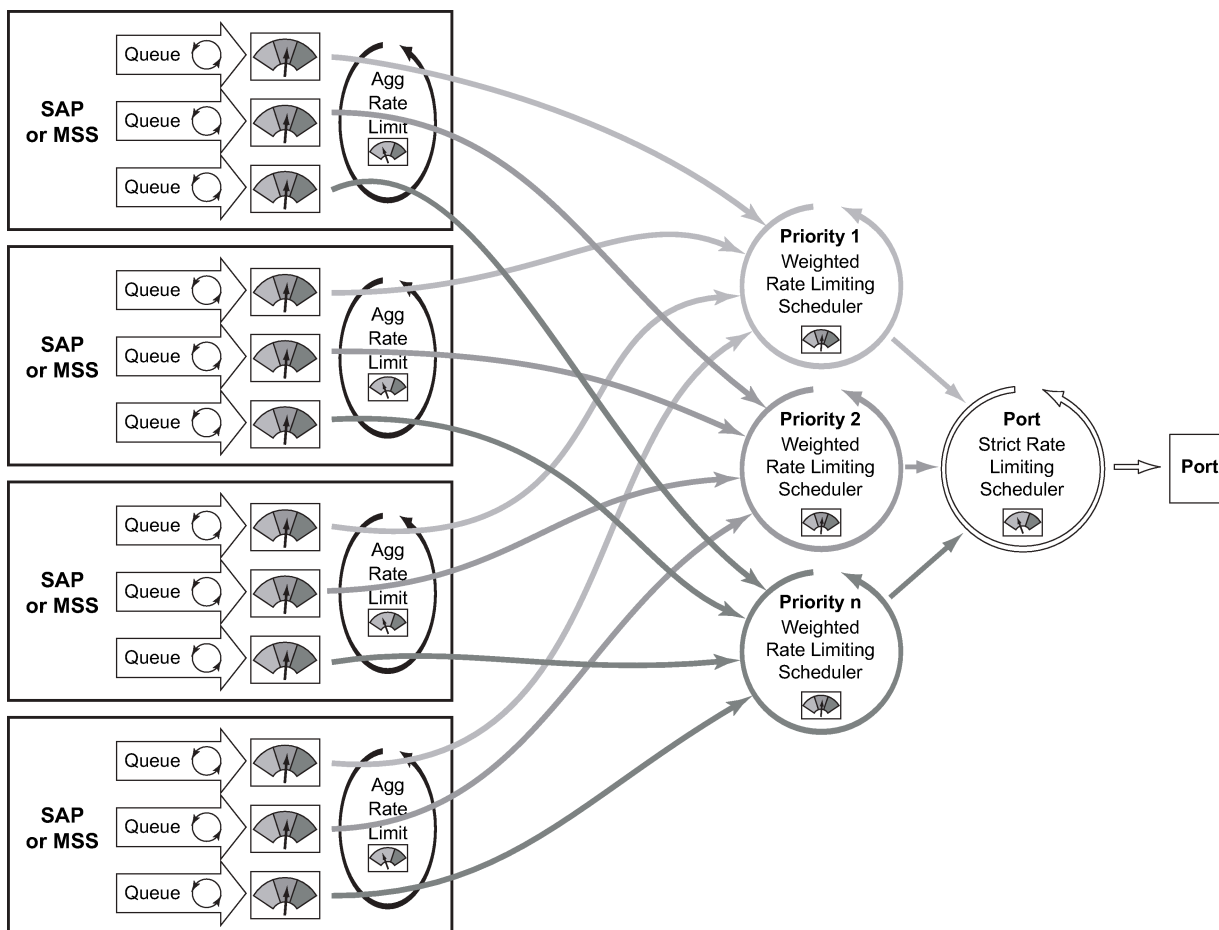 Queue
Queue
Queue
SAP
or MSS
Agg
Rate
Limit
Queue
Queue
Queue
SAP
or MSS
Agg
Rate
Limit
Queue
Queue
Queue
SAP
or MSS
Agg
Rate
Limit
Queue
Queue
Queue
SAP
or MSS
Agg
Rate
Limit
Priority 1
Weighted
Rate Limiting
Scheduler
Priority 2
Weighted
Rate Limiting
Scheduler
Priority n
Weighted
Rate Limiting
Scheduler
Port
Strict Rate
Limiting
Scheduler
Port